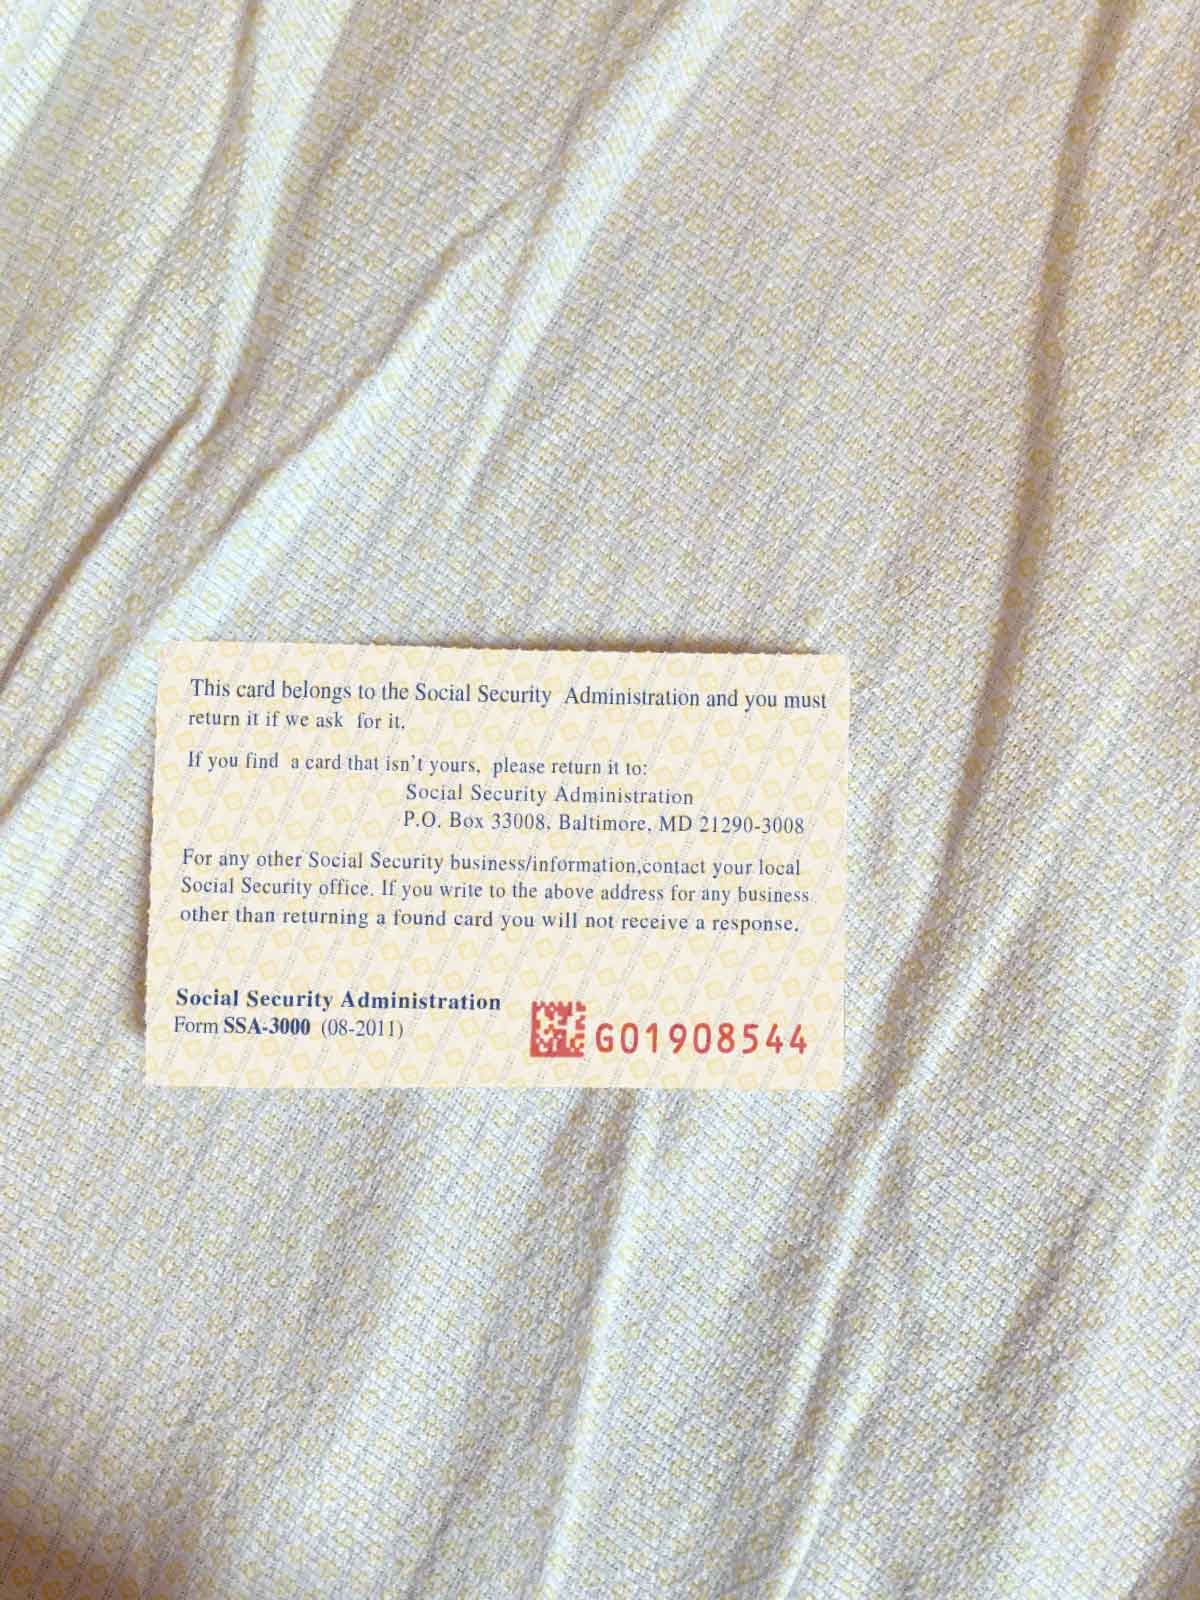 This card belongs to the Social Security Administration and you must
return it if we ask for it.
If you find a card that isn't yours, please return it to:
Social Security Administration
P.O. Box 33008, Baltimore, MD 21290-3008
For any other Social Security business/information,contact your local
Social Security office. If you write to the above address for any business
other than returning a found card you will not receive a response.
Social Security Administration
Form SSA-3000 (08-2011)
G01908544